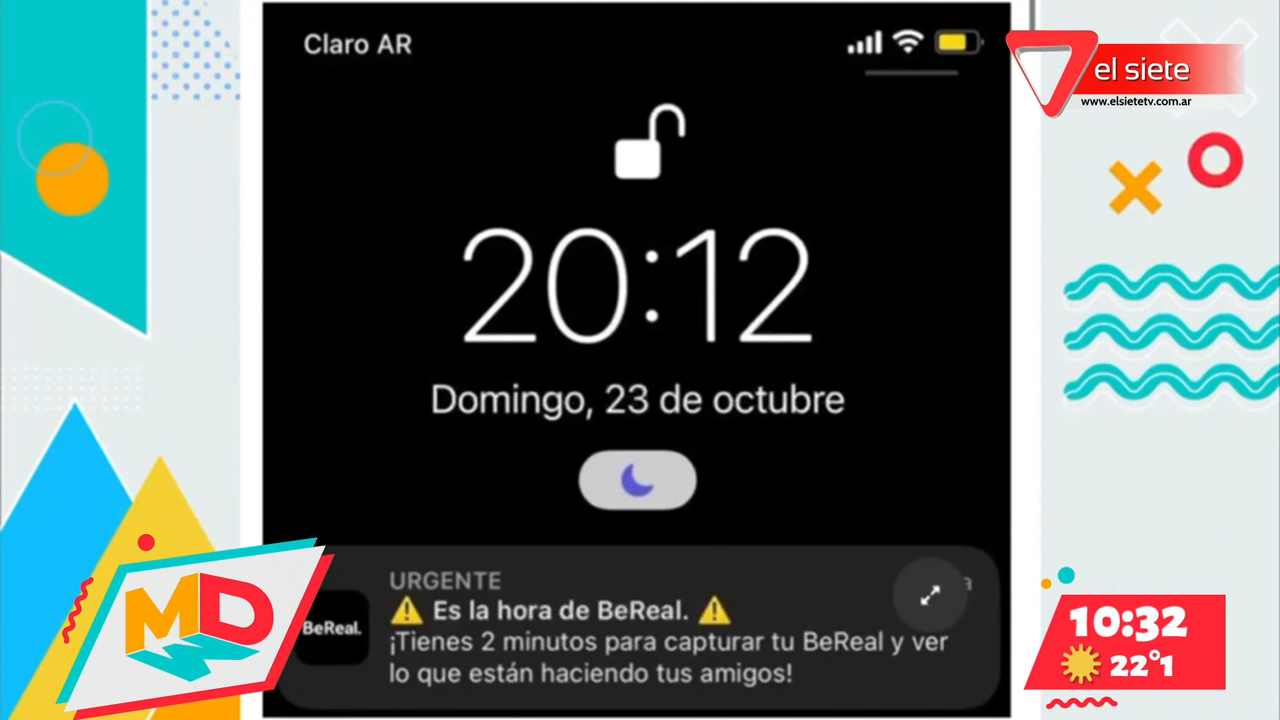 Claro AR
el siete
www.elsietetv.com.ar
20:12
Domingo, 23 de octubre
URGENTE
BeReal.
⚠️ Es la hora de BeReal. ⚠️
¡Tienes 2 minutos para capturar tu BeReal y ver
lo que están haciendo tus amigos!
MD
10:32
22°1